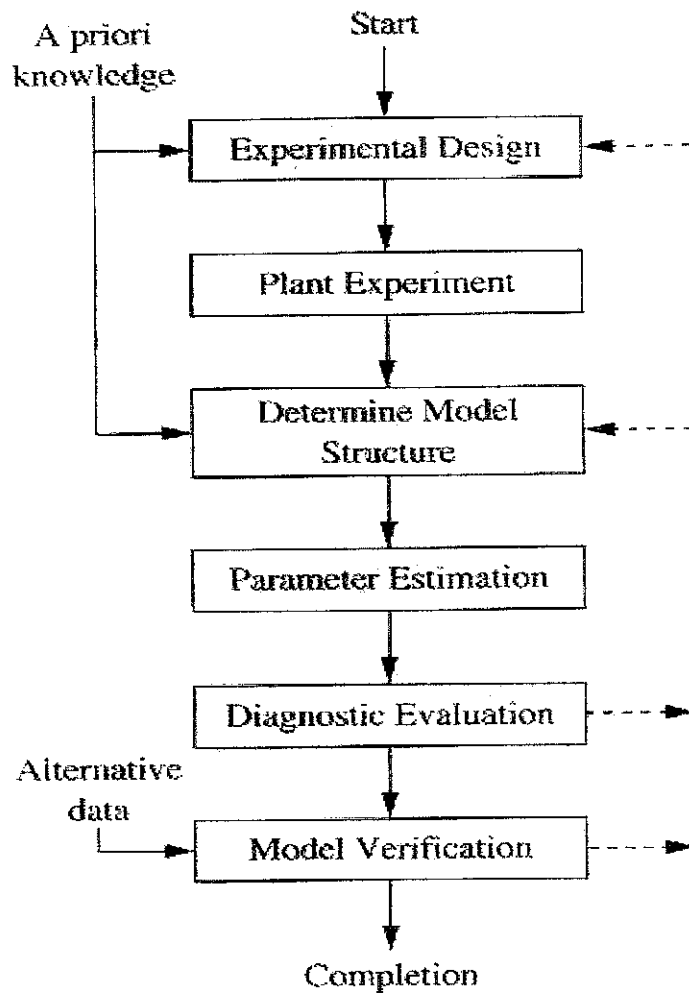 A priori
knowledge
Start
Experimental Design
Plant Experiment
Determine Model
Structure
Parameter Estimation
Diagnostic Evaluation
Alternative
data
Model Verification
Completion